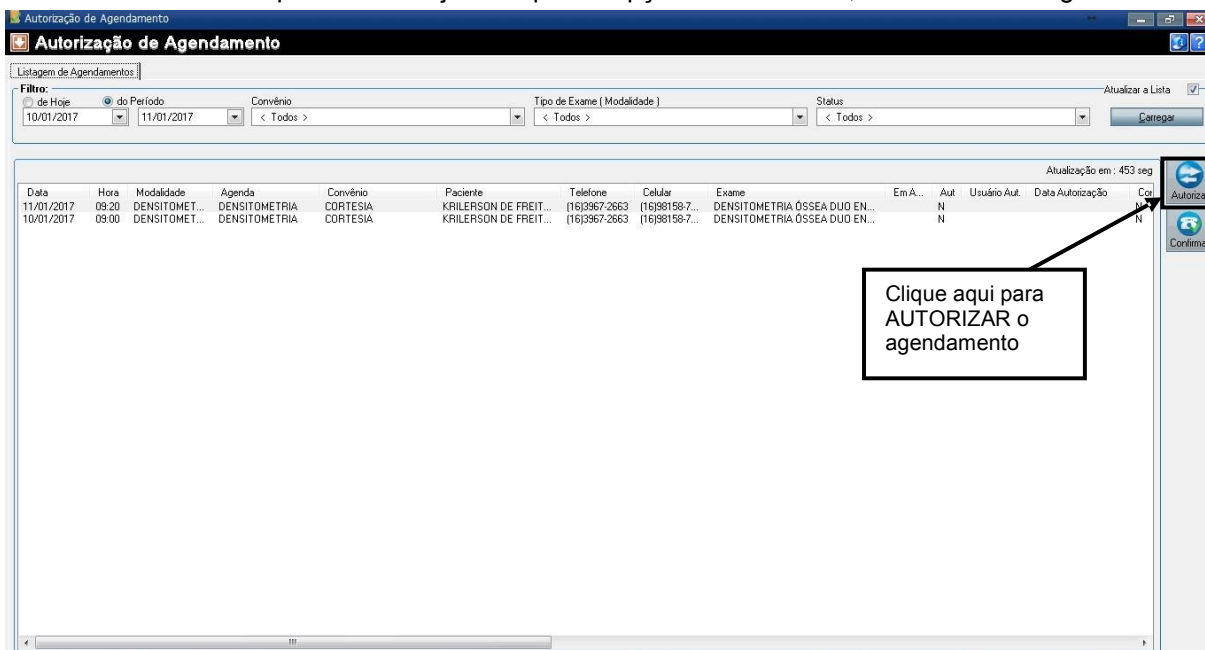 Autorização de Agendamento
Autorização de Agendamento
Listagem de Agendamentos
Filtro:
Atualizar a Lista
de Hoje do Período Convênio Tipo de Exame ( Modalidade ) Status
10/01/2017 11/01/2017 < Todos > < Todos > < Todos > Carregar
Atualização em : 453 seg
Data Hora Modalidade Agenda Convênio Paciente Telefone Celular Exame Em A... Aut Usuário Aut. Data Autorização Cor
11/01/2017 09:20 DENSITOMET... DENSITOMETRIA CORTESIA KRILERSON DE FREIT... (16)3967-2663 (16)98158-7... DENSITOMETRIA ÓSSEA DUO EN... N N
10/01/2017 09:00 DENSITOMET... DENSITOMETRIA CORTESIA KRILERSON DE FREIT... (16)3967-2663 (16)98158-7... DENSITOMETRIA ÓSSEA DUO EN... N N
Autoriza
Confirma
Clique aqui para
AUTORIZAR o
agendamento